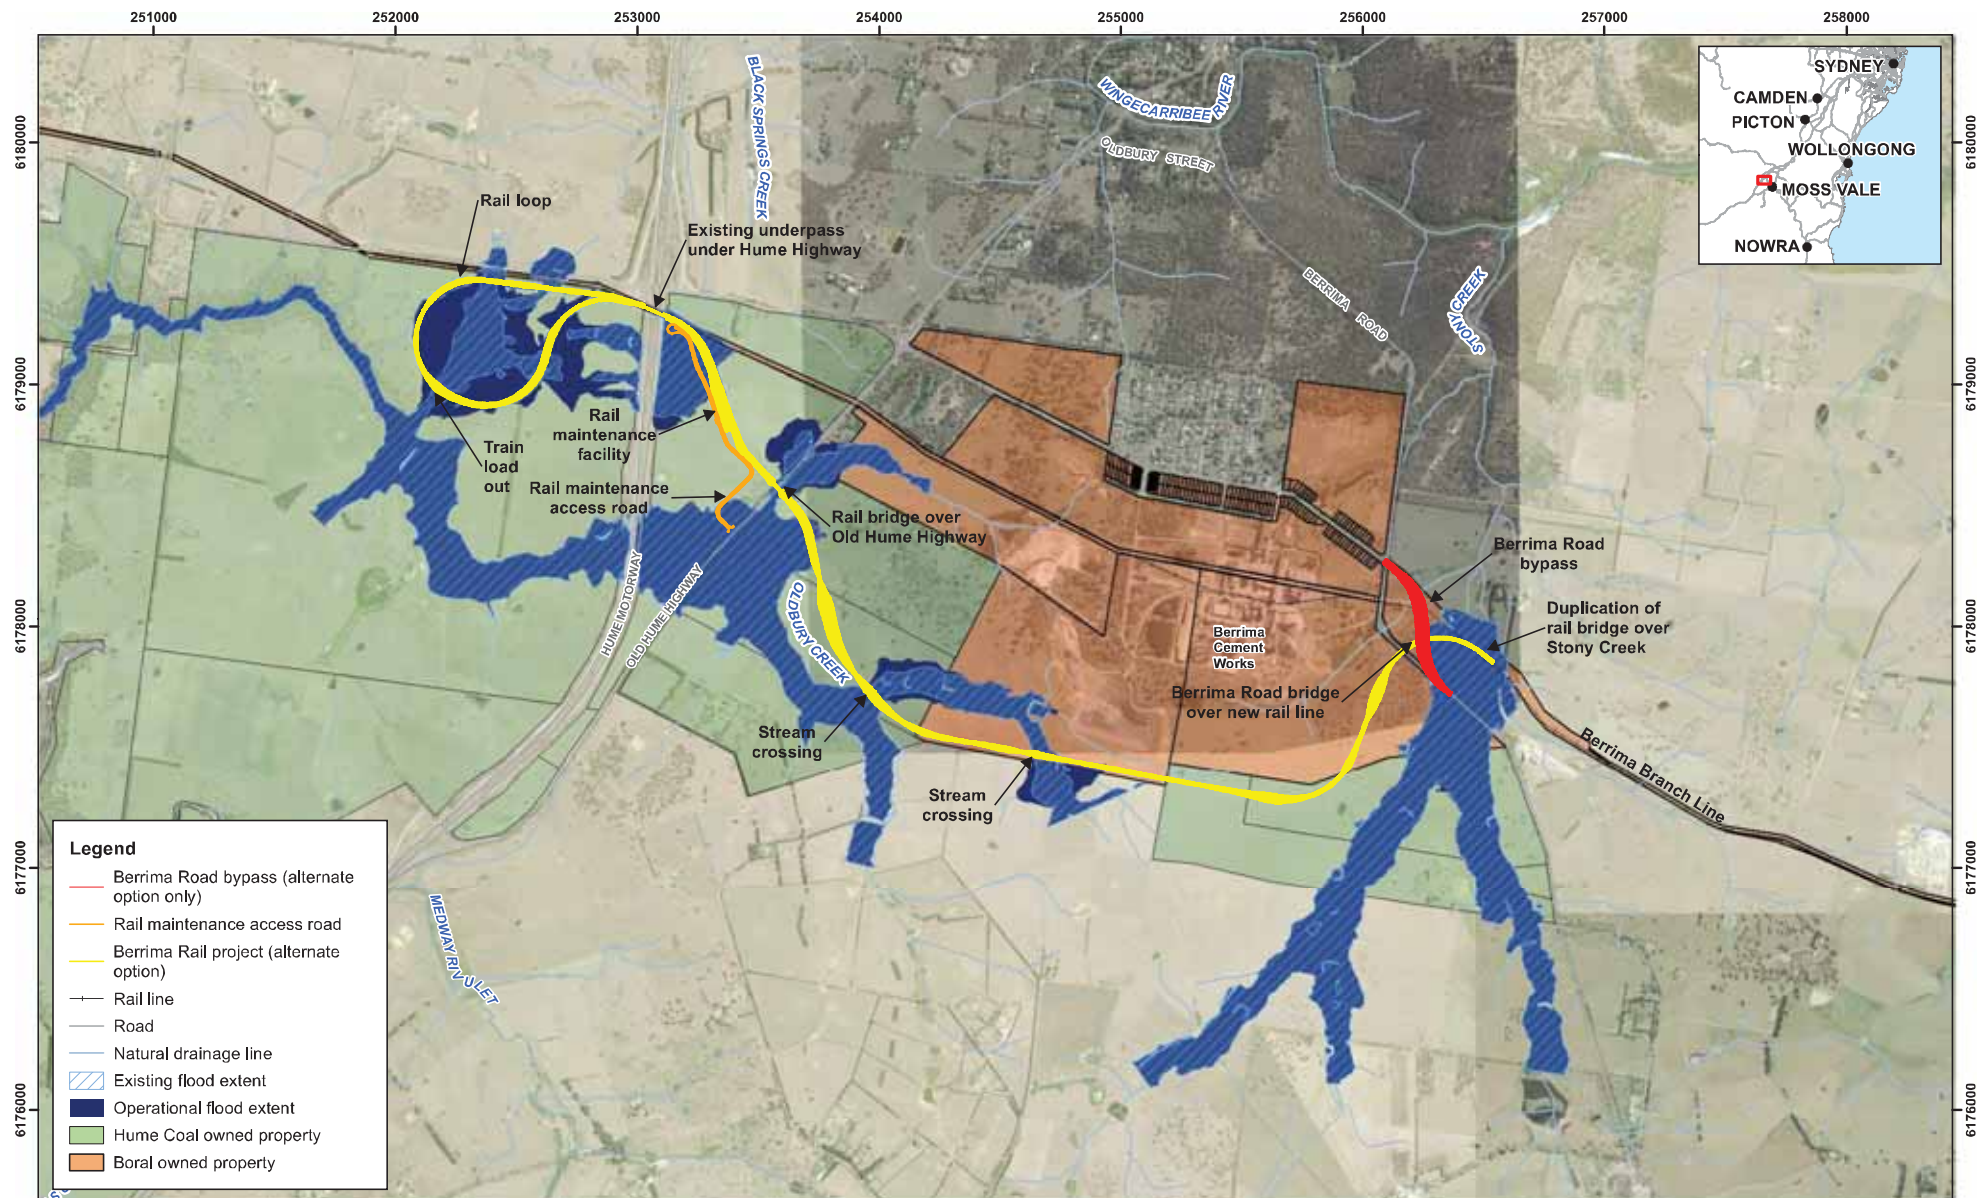 251000
252000
253000
254000
255000
256000
257000
258000
6180000
6179000
6178000
6177000
6176000
6180000
6179000
6178000
6177000
6176000
SYDNEY
CAMDEN
PICTON
WOLLONGONG
MOSS VALE
NOWRA
BLACK SPRINGS CREEK
WINGECARRIBEE RIVER
OLDBURY STREET
BERRIMA ROAD
STONY CREEK
Rail loop
Existing underpass
under Hume Highway
Train
load
out
Rail
maintenance
facility
Rail maintenance
access road
Rail bridge over
Old Hume Highway
HUME MOTORWAY
OLD HUME HIGHWAY
OLDBURY CREEK
Stream
crossing
Stream
crossing
Berrima
Cement
Works
Berrima Road
bypass
Duplication of
rail bridge over
Stony Creek
Berrima Road bridge
over new rail line
Berrima Branch Line
MEDWAY RIVULET
Legend
Berrima Road bypass (alternate
option only)
Rail maintenance access road
Berrima Rail project (alternate
option)
Rail line
Road
Natural drainage line
Existing flood extent
Operational flood extent
Hume Coal owned property
Boral owned property